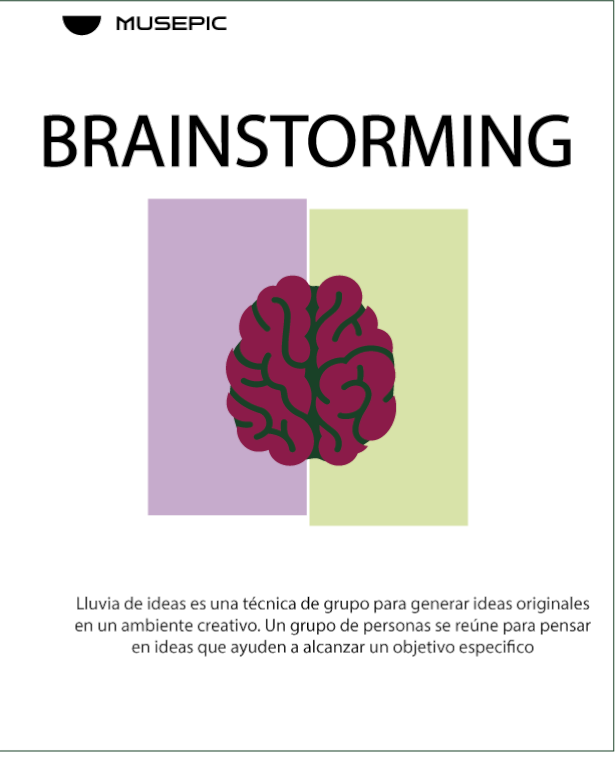 MUSEPIC
BRAINSTORMING
Lluvia de ideas es una técnica de grupo para generar ideas originales
en un ambiente creativo. Un grupo de personas se reúne para pensar
en ideas que ayuden a alcanzar un objetivo especifico